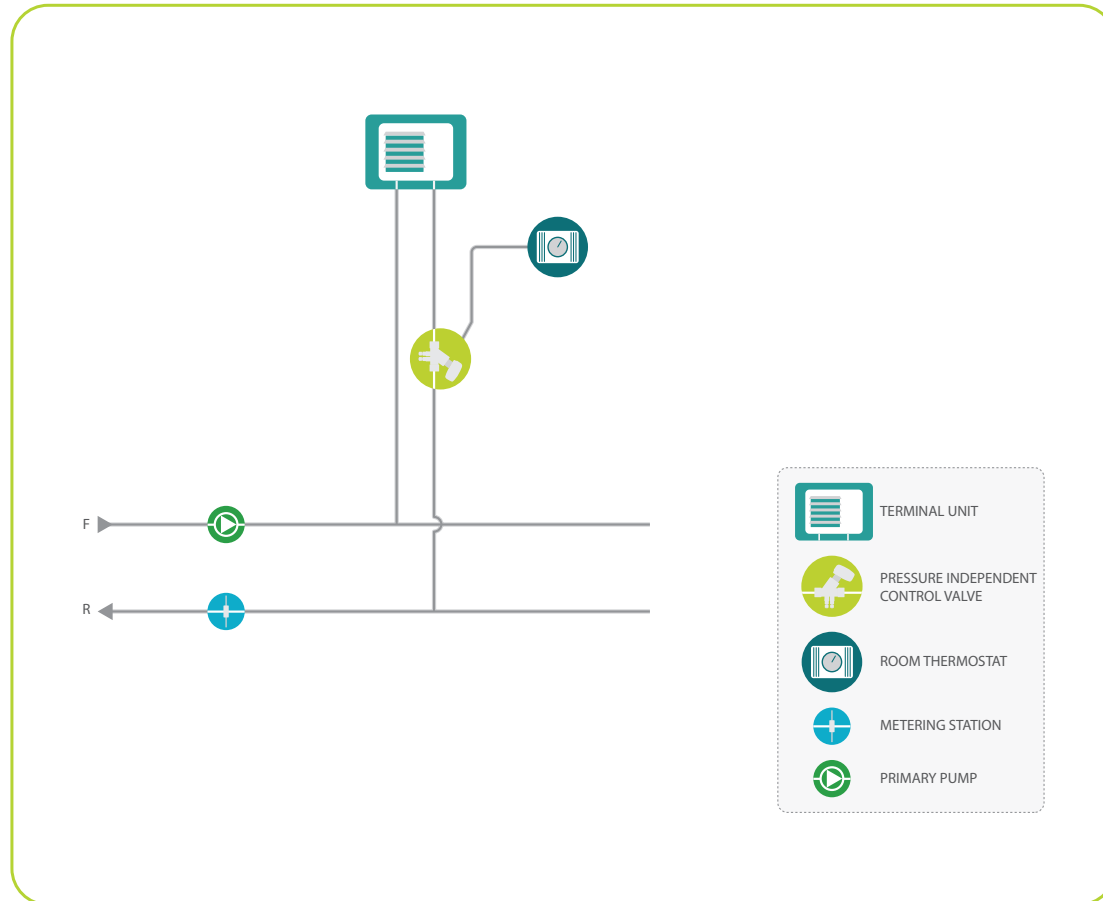 F
R
TERMINAL UNIT
PRESSURE INDEPENDENT
CONTROL VALVE
ROOM THERMOSTAT
METERING STATION
PRIMARY PUMP